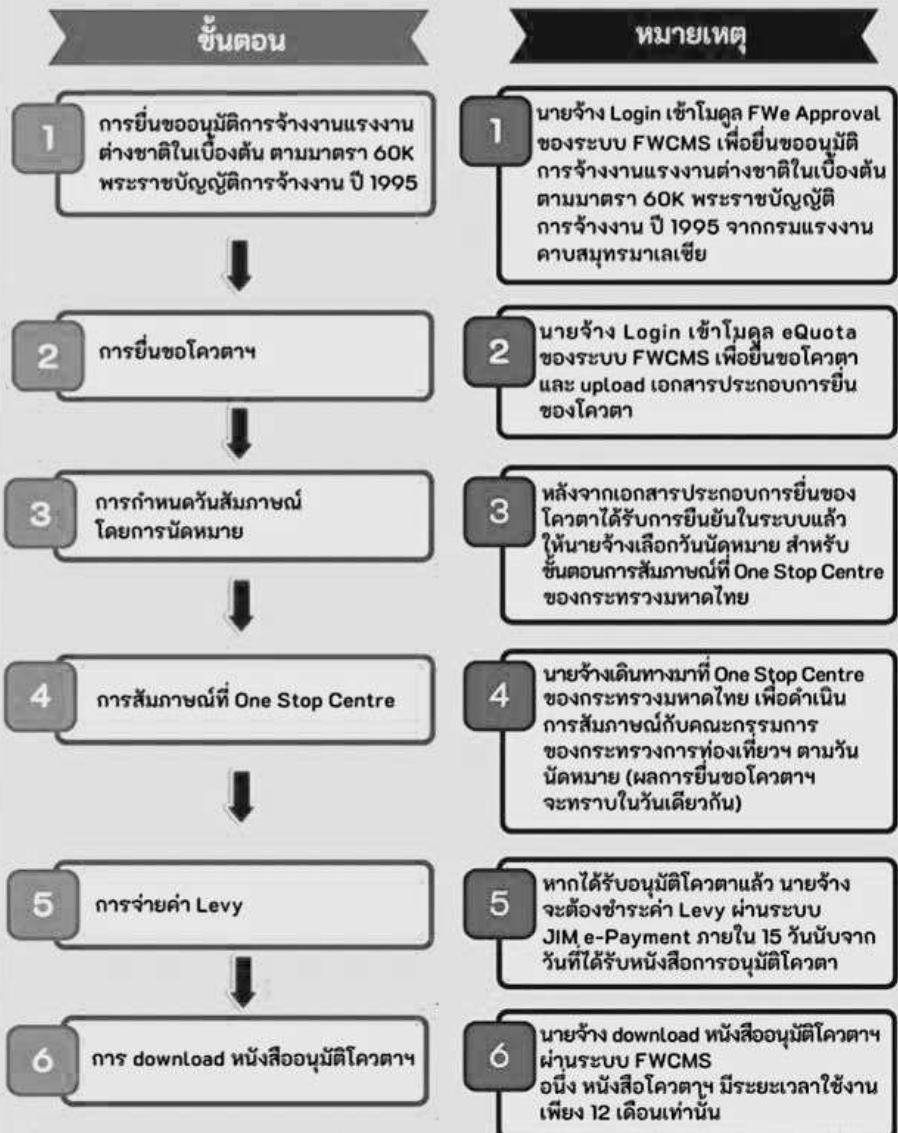 ขั้นตอน
หมายเหตุ
1
การยื่นขออนุมัติการจ้างงานแรงงาน
ต่างชาติในเบื้องต้น ตามมาตรา 60K
พระราชบัญญัติการจ้างงาน ปี 1995
1
นายจ้าง Login เข้าโมดูล FWe Approval
ของระบบ FWCMS เพื่อยื่นขออนุมัติ
การจ้างงานแรงงานต่างชาติในเบื้องต้น
ตามมาตรา 60K พระราชบัญญัติ
การจ้างงาน ปี 1995 จากกรมแรงงาน
คาบสมุทรมาเลเซีย
2
การยื่นขอโควตาฯ
2
นายจ้าง Login เข้าโมดูล eQuota
ของระบบ FWCMS เพื่อยื่นขอโควตา
และ upload เอกสารประกอบการยื่น
ของโควตา
3
การกำหนดวันสัมภาษณ์
โดยการนัดหมาย
3
หลังจากเอกสารประกอบการยื่นของ
โควตาได้รับการยืนยันในระบบแล้ว
ให้นายจ้างเลือกวันนัดหมาย สำหรับ
ขั้นตอนการสัมภาษณ์ที่ One Stop Centre
ของกระทรวงมหาดไทย
4
การสัมภาษณ์ที่ One Stop Centre
4
นายจ้างเดินทางมาที่ One Stop Centre
ของกระทรวงมหาดไทย เพื่อดำเนิน
การสัมภาษณ์กับคณะกรรมการ
ของกระทรวงการท่องเที่ยวฯ ตามวัน
นัดหมาย (ผลการยื่นขอโควตาฯ
จะทราบในวันเดียวกัน)
5
การจ่ายค่า Levy
5
หากได้รับอนุมัติโควตาแล้ว นายจ้าง
จะต้องชำระค่า Levy ผ่านระบบ
JIM e-Payment ภายใน 15 วันนับจาก
วันที่ได้รับหนังสือการอนุมัติโควตา
6
การ download หนังสืออนุมัติโควตาฯ
6
นายจ้าง download หนังสืออนุมัติโควตาฯ
ผ่านระบบ FWCMS
อนึ่ง หนังสือโควตาฯ มีระยะเวลาใช้งาน
เพียง 12 เดือนเท่านั้น